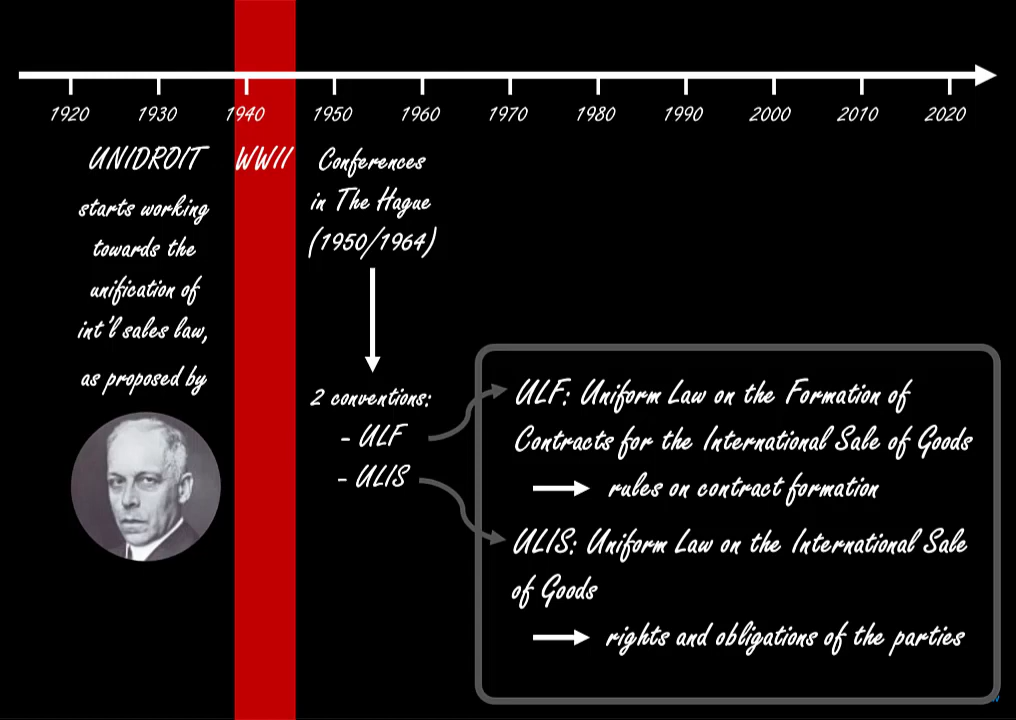 1920 1930 1940 1950 1960 1970 1980 1990 2000 2010 2020
UNIDROIT
starts working
towards the
unification of
int'l sales law,
as proposed by
WWII
Conferences
in The Hague
(1950/1964)
2 conventions:
- ULF
- ULIS
ULF: Uniform Law on the Formation of
Contracts for the International Sale of Goods
rules on contract formation
ULIS: Uniform Law on the International Sale
of Goods
rights and obligations of the parties